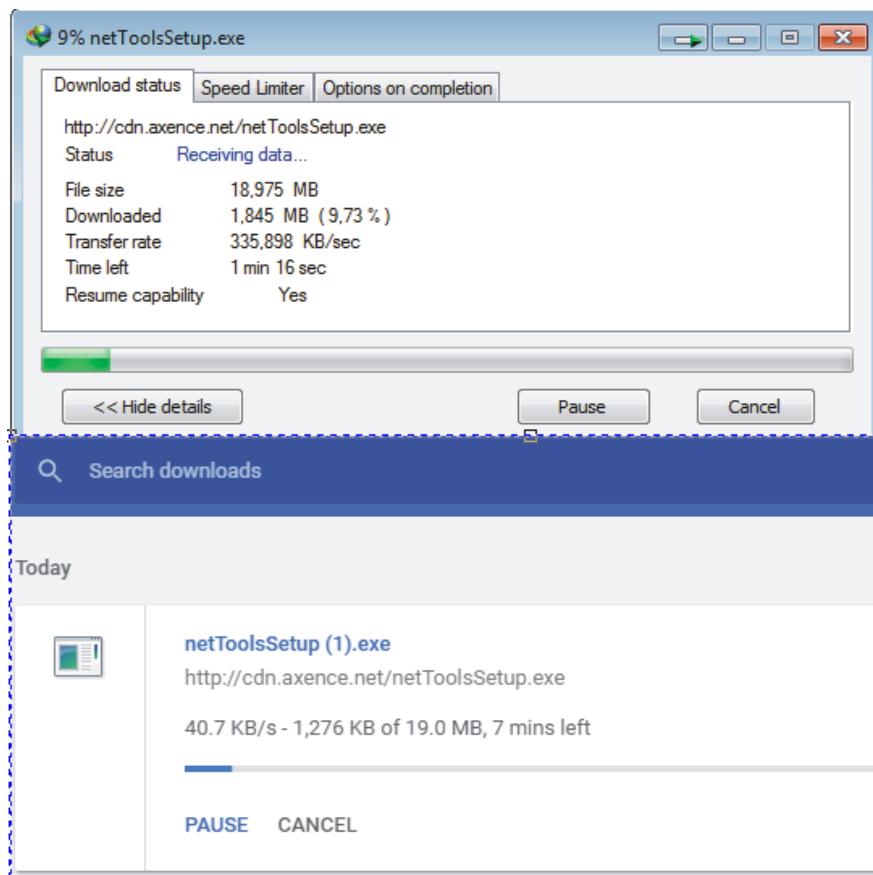 9% netToolsSetup.exe
Download status Speed Limiter Options on completion
http://cdn.axence.net/netToolsSetup.exe
Status Receiving data...
File size 18,975 MB
Downloaded 1,845 MB ( 9,73 % )
Transfer rate 335,898 KB/sec
Time left 1 min 16 sec
Resume capability Yes
<< Hide details Pause Cancel
Search downloads
Today
netToolsSetup (1).exe
http://cdn.axence.net/netToolsSetup.exe
40.7 KB/s - 1,276 KB of 19.0 MB, 7 mins left
PAUSE CANCEL